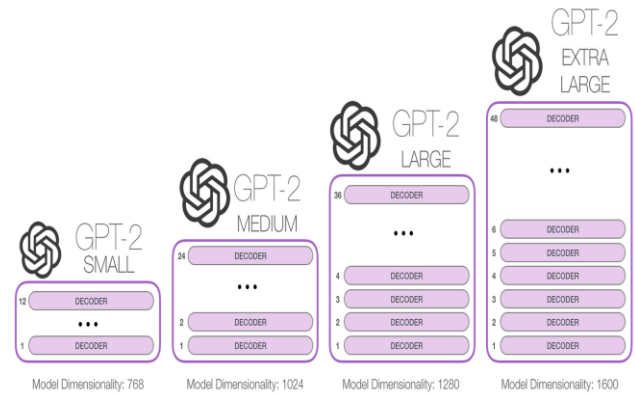 GPT-2
SMALL
12 DECODER
...
1 DECODER
Model Dimensionality: 768
GPT-2
MEDIUM
24 DECODER
...
2 DECODER
1 DECODER
Model Dimensionality: 1024
GPT-2
LARGE
36 DECODER
...
4 DECODER
3 DECODER
2 DECODER
1 DECODER
Model Dimensionality: 1280
GPT-2
EXTRA
LARGE
48 DECODER
...
6 DECODER
5 DECODER
4 DECODER
3 DECODER
2 DECODER
1 DECODER
Model Dimensionality: 1600